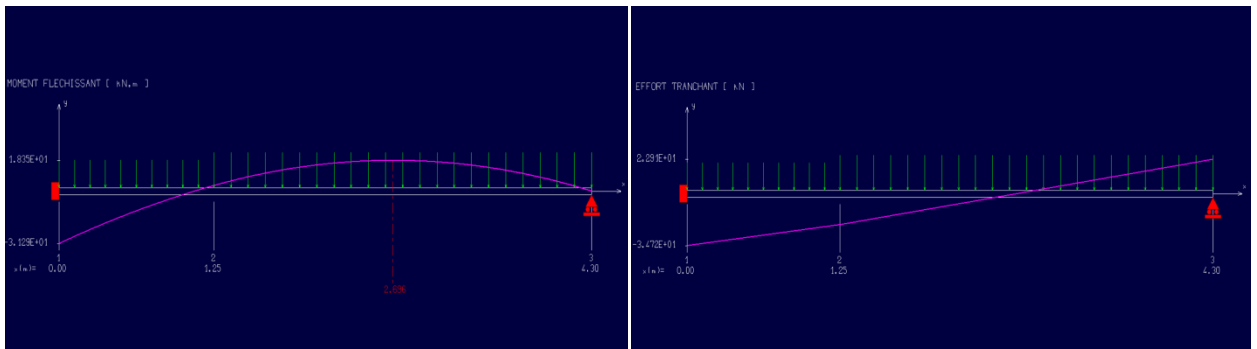 MOMENT FLECHISSANT [ kN.m ]
y
1.835E+01
x
-3.129E+01
1 2 3
x(m)= 0.00 1.25 4.30
2.696
EFFORT TRANCHANT [ kN ]
y
2.291E+01
x
-3.472E+01
1 2 3
x(m)= 0.00 1.25 4.30